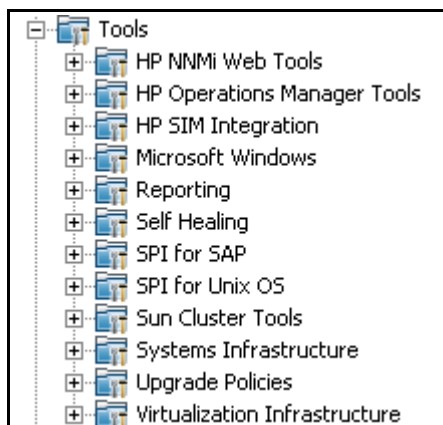 Tools
HP NNMi Web Tools
HP Operations Manager Tools
HP SIM Integration
Microsoft Windows
Reporting
Self Healing
SPI for SAP
SPI for Unix OS
Sun Cluster Tools
Systems Infrastructure
Upgrade Policies
Virtualization Infrastructure